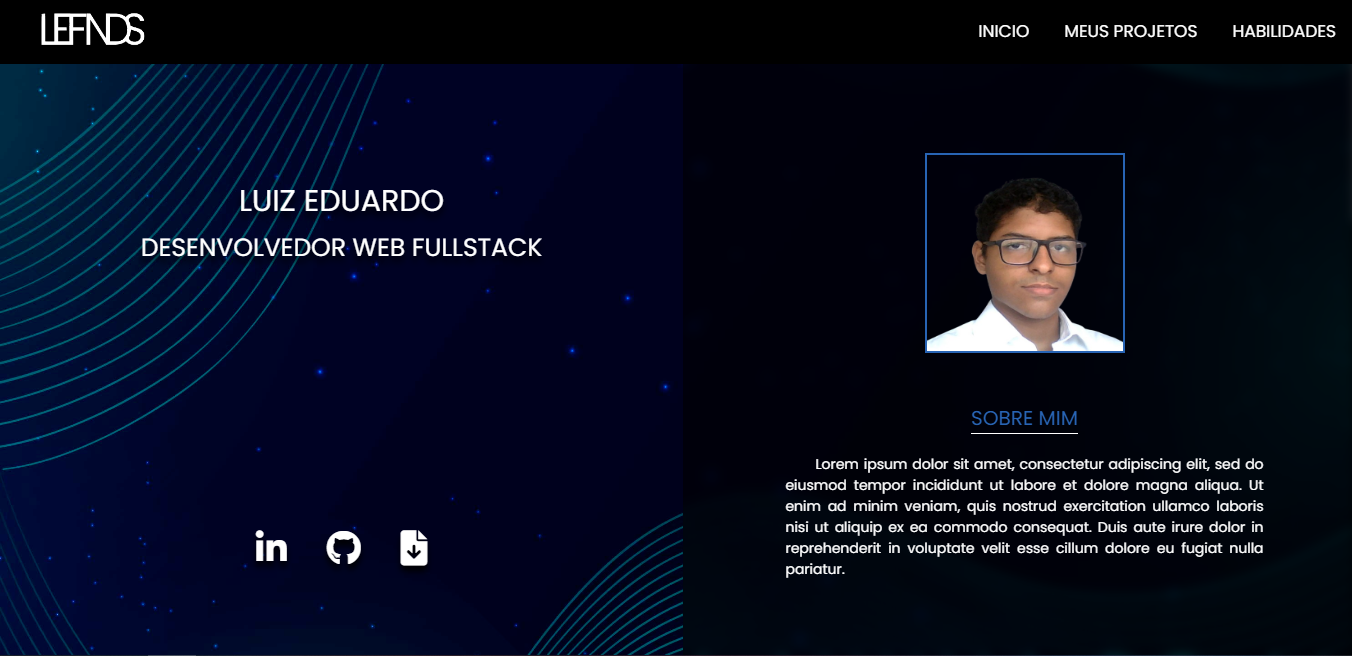 LEFNDS
INICIO MEUS PROJETOS HABILIDADES
LUIZ EDUARDO
DESENVOLVEDOR WEB FULLSTACK
in
SOBRE MIM
Lorem ipsum dolor sit amet, consectetur adipiscing elit, sed do
eiusmod tempor incididunt ut labore et dolore magna aliqua. Ut
enim ad minim veniam, quis nostrud exercitation ullamco laboris
nisi ut aliquip ex ea commodo consequat. Duis aute irure dolor in
reprehenderit in voluptate velit esse cillum dolore eu fugiat nulla
pariatur.